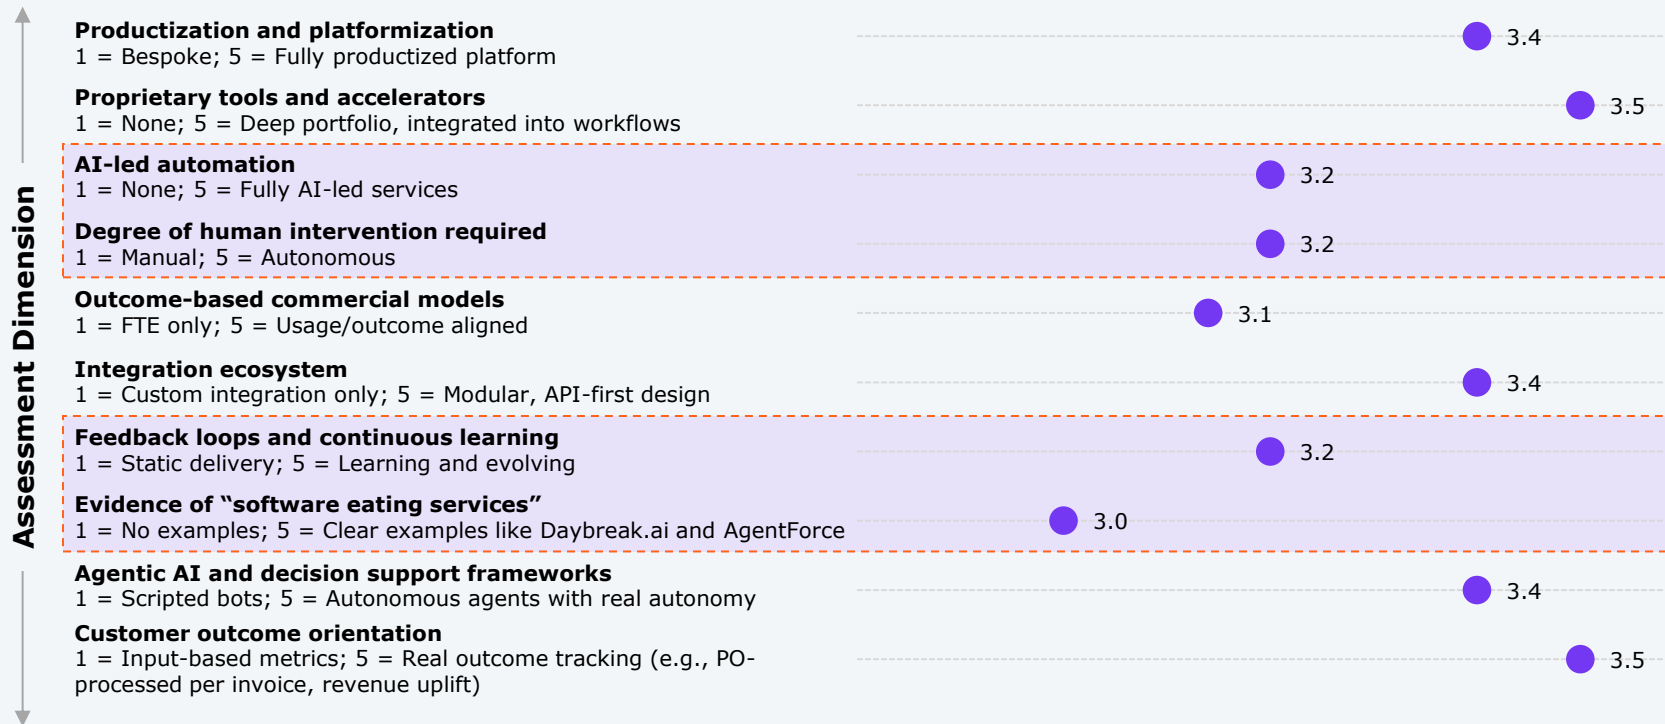 Assessment Dimension
Productization and platformization
1 = Bespoke; 5 = Fully productized platform
3.4
Proprietary tools and accelerators
1 = None; 5 = Deep portfolio, integrated into workflows
3.5
AI-led automation
1 = None; 5 = Fully AI-led services
3.2
Degree of human intervention required
1 = Manual; 5 = Autonomous
3.2
Outcome-based commercial models
1 = FTE only; 5 = Usage/outcome aligned
3.1
Integration ecosystem
1 = Custom integration only; 5 = Modular, API-first design
3.4
Feedback loops and continuous learning
1 = Static delivery; 5 = Learning and evolving
3.2
Evidence of “software eating services”
1 = No examples; 5 = Clear examples like Daybreak.ai and AgentForce
3.0
Agentic AI and decision support frameworks
1 = Scripted bots; 5 = Autonomous agents with real autonomy
3.4
Customer outcome orientation
1 = Input-based metrics; 5 = Real outcome tracking (e.g., PO-
processed per invoice, revenue uplift)
3.5